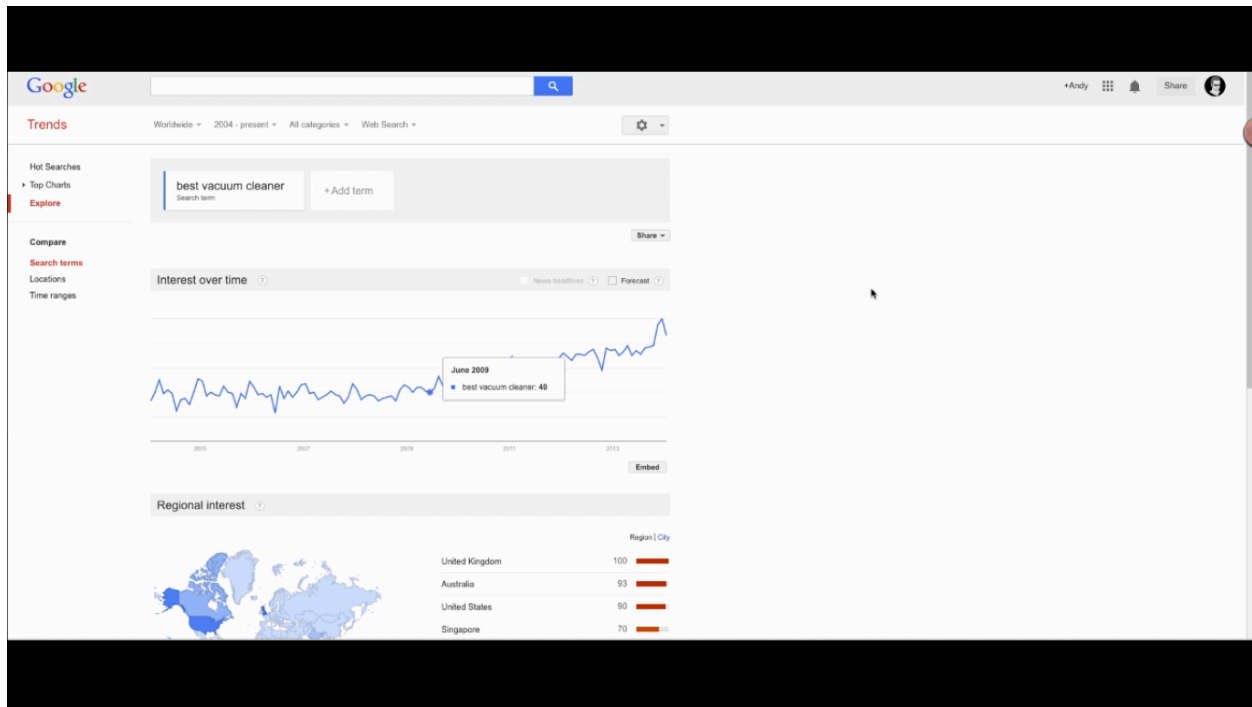 Google
+Andy
Share
Trends
Worldwide
2004 - present
All categories
Web Search
Hot Searches
Top Charts
Explore
Compare
Search terms
Locations
Time ranges
best vacuum cleaner
Search term
+Add term
Share
Interest over time ?
News headlines ?
Forecast ?
June 2009
best vacuum cleaner: 40
2005 2007 2009 2011 2013
Embed
Regional interest ?
Region | City
United Kingdom 100
Australia 93
United States 90
Singapore 70